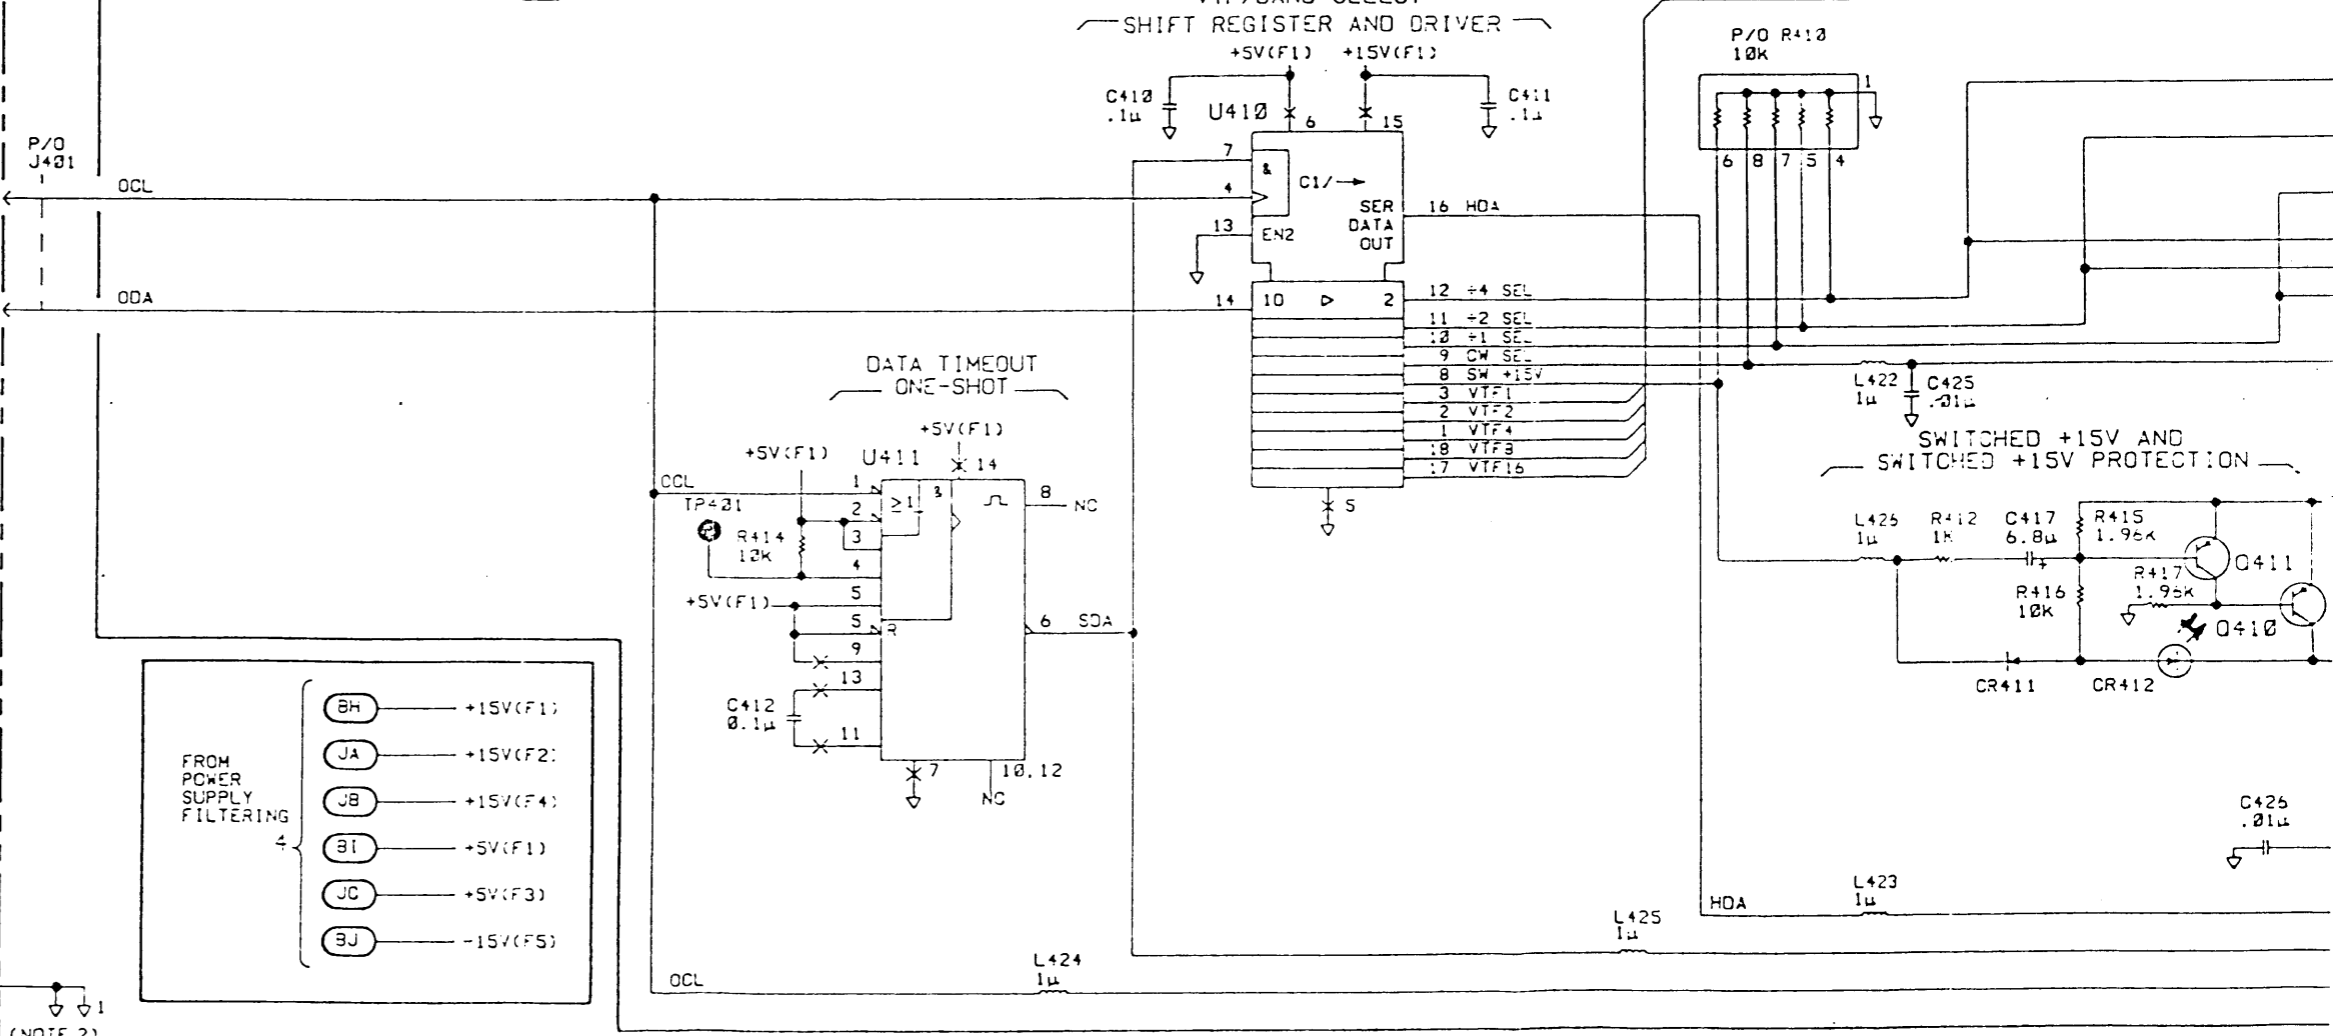 SHIFT REGISTER AND DRIVER
+5V(F1) +15V(F1)
P/O R410
10K
C410
.1µ
U410
C411
.1µ
6 15
1
P/O
J401
7
&
4
C1/
6 8 7 5 4
OCL
SER
DATA
OUT
16 HDA
13
EN2
ODA
14
1D 2
12 ÷4 SEL
11 ÷2 SEL
10 ÷1 SEL
9 CW SEL
8 SW +15V
3 VTF1
2 VTF2
1 VTF4
18 VTF8
17 VTF16
5
L422
1µ
C425
.01µ
DATA TIMEOUT
ONE-SHOT
+5V(F1)
+5V(F1)
U411
14
OCL
TP401
R414
10K
+5V(F1)
1
2
3
4
5
5
R
9
13
11
≥1
3
8 NC
6 SDA
C412
0.1µ
7
10,12
NC
SWITCHED +15V AND
SWITCHED +15V PROTECTION
L426
1µ
R412
1K
C417
6.8µ
+
R415
1.96K
Q411
R417
1.96K
R416
10K
Q410
CR411
CR412
FROM
POWER
SUPPLY
FILTERING
4
BH +15V(F1)
JA +15V(F2)
JB +15V(F4)
BI +5V(F1)
JC +5V(F3)
BJ -15V(F5)
C426
.01µ
HDA
L423
1µ
L425
1µ
OCL
L424
1µ
1
(NOTE 2)